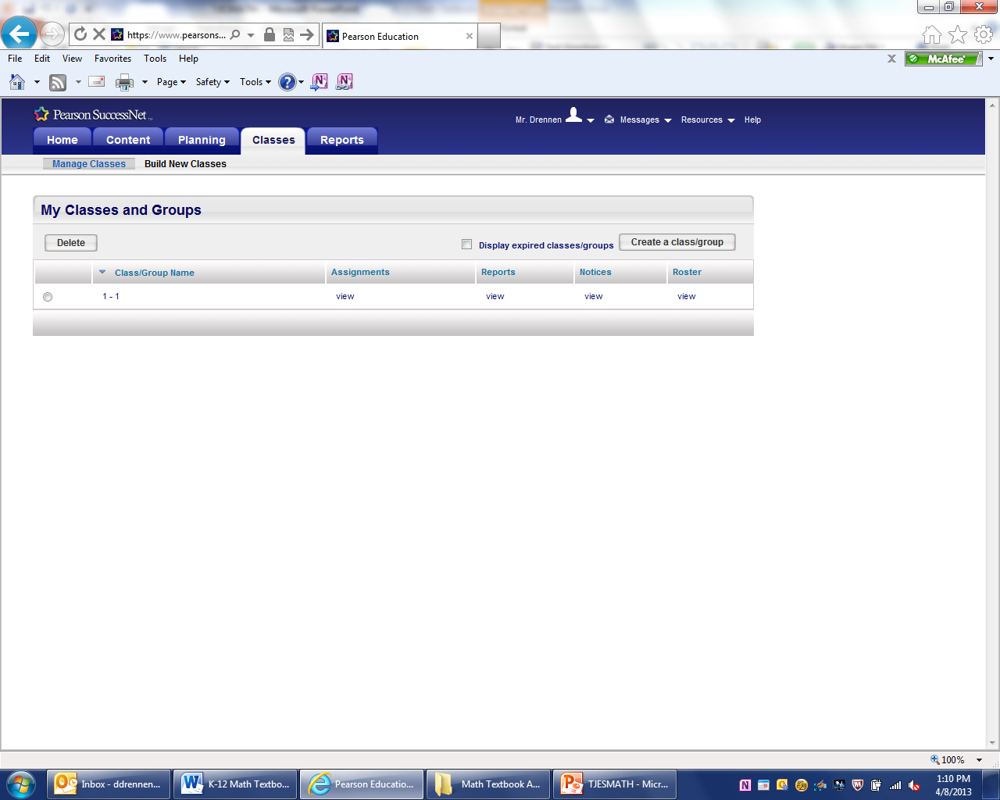 https://www.pearsons...
Pearson Education
File Edit View Favorites Tools Help
McAfee
Page Safety Tools
Pearson SuccessNet
Mr. Drennen Messages Resources Help
Home Content Planning Classes Reports
Manage Classes Build New Classes
My Classes and Groups
Delete Display expired classes/groups Create a class/group
Class/Group Name Assignments Reports Notices Roster
1 - 1 view view view view
100%
Inbox - ddrennen... K-12 Math Textbo... Pearson Educatio... Math Textbook A... TJESMATH - Micr...
1:10 PM
4/8/2013